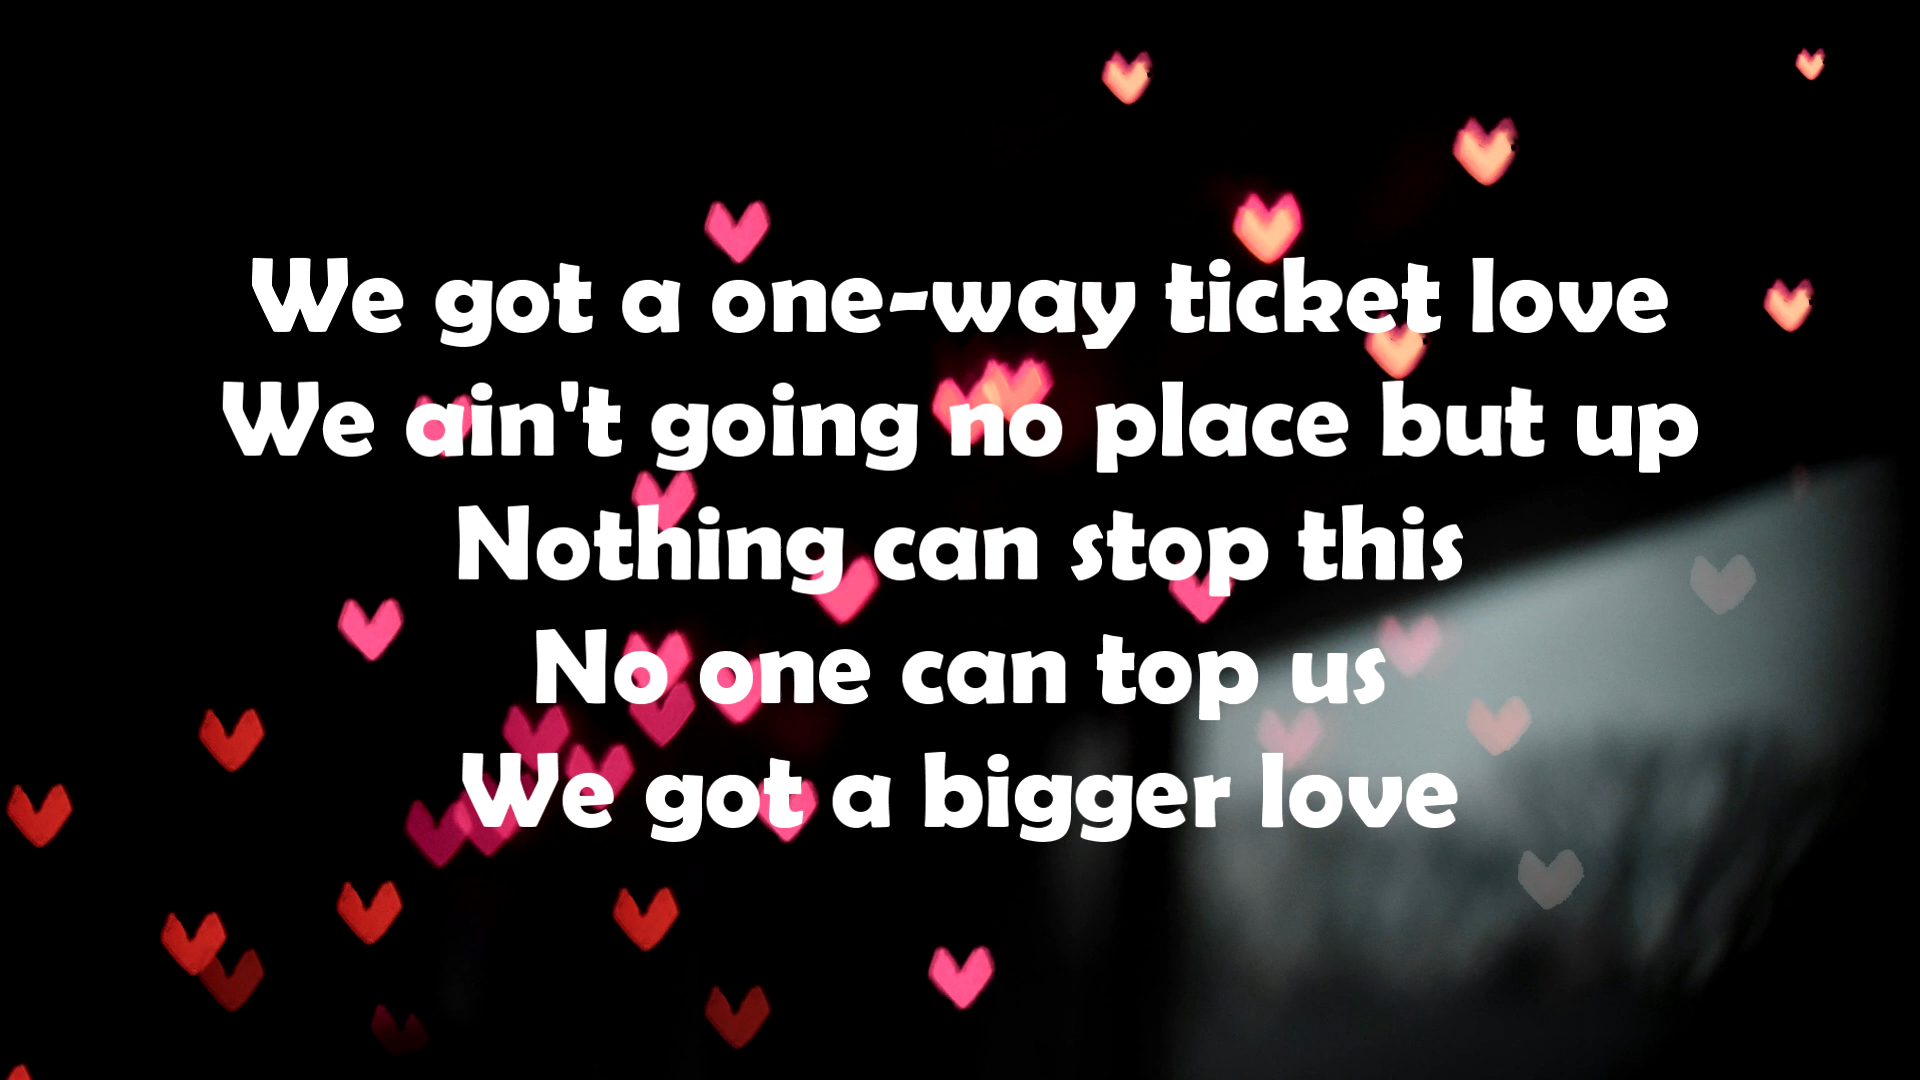 We got a one-way ticket love
We ain't going no place but up
Nothing can stop this
No one can top us
We got a bigger love